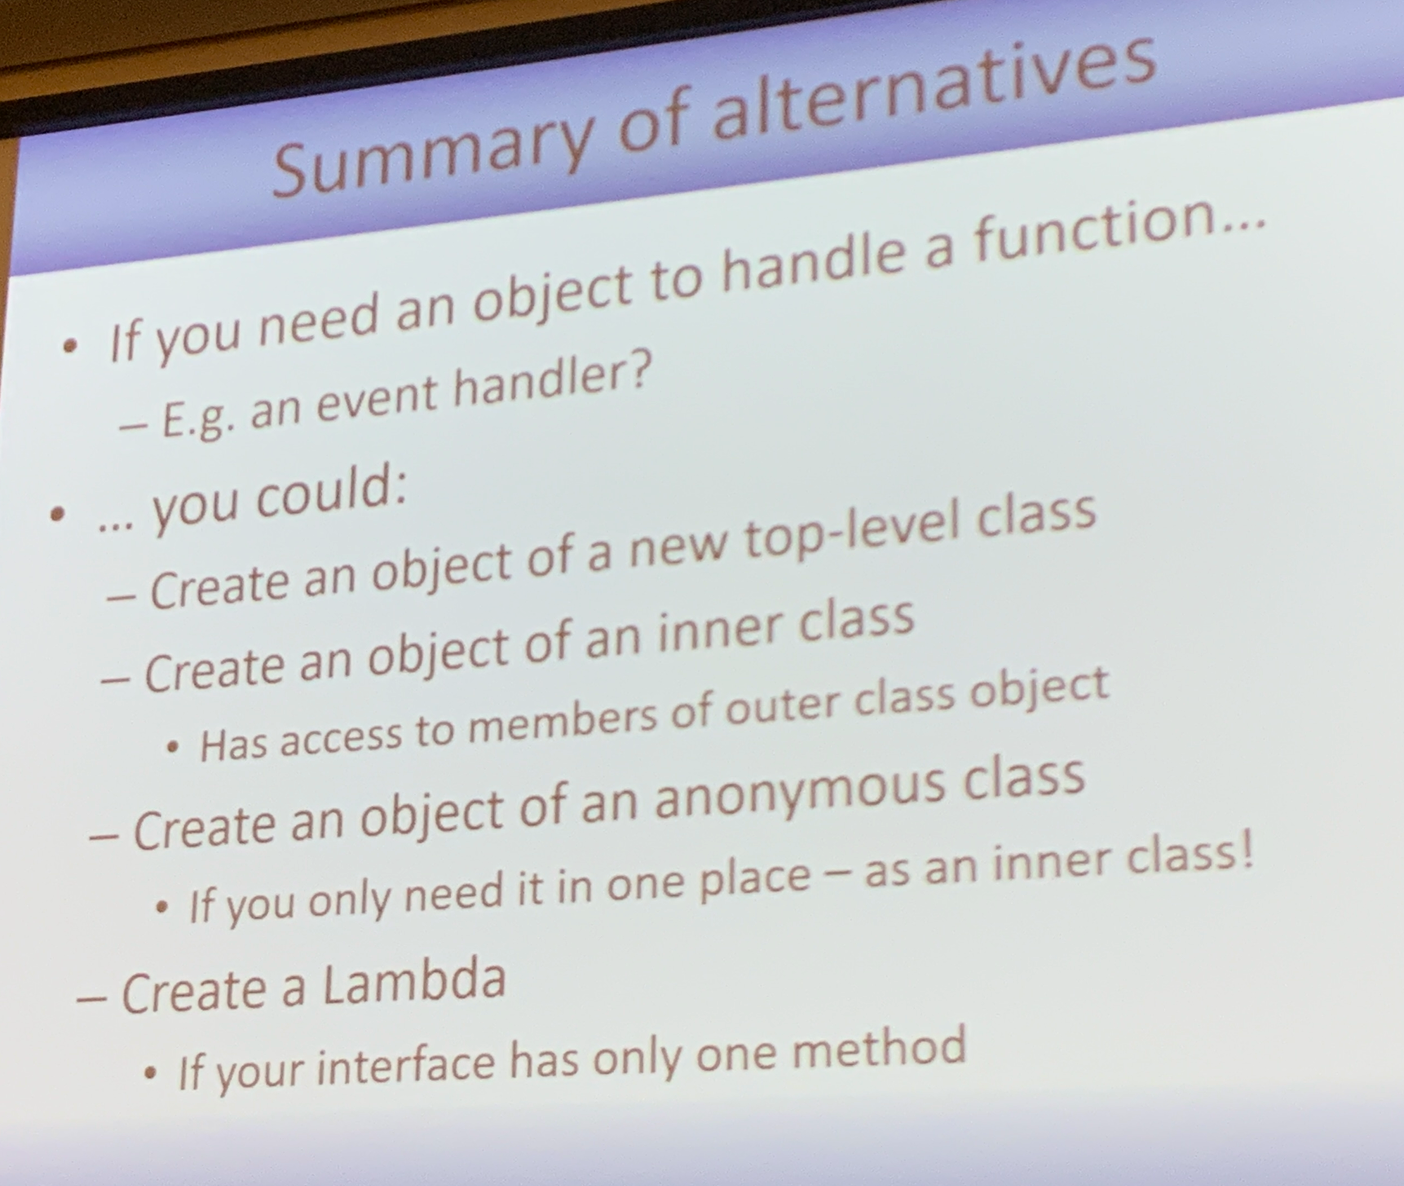 Summary of alternatives
• If you need an object to handle a function...
– E.g. an event handler?
• ... you could:
– Create an object of a new top-level class
– Create an object of an inner class
• Has access to members of outer class object
– Create an object of an anonymous class
• If you only need it in one place – as an inner class!
– Create a Lambda
• If your interface has only one method